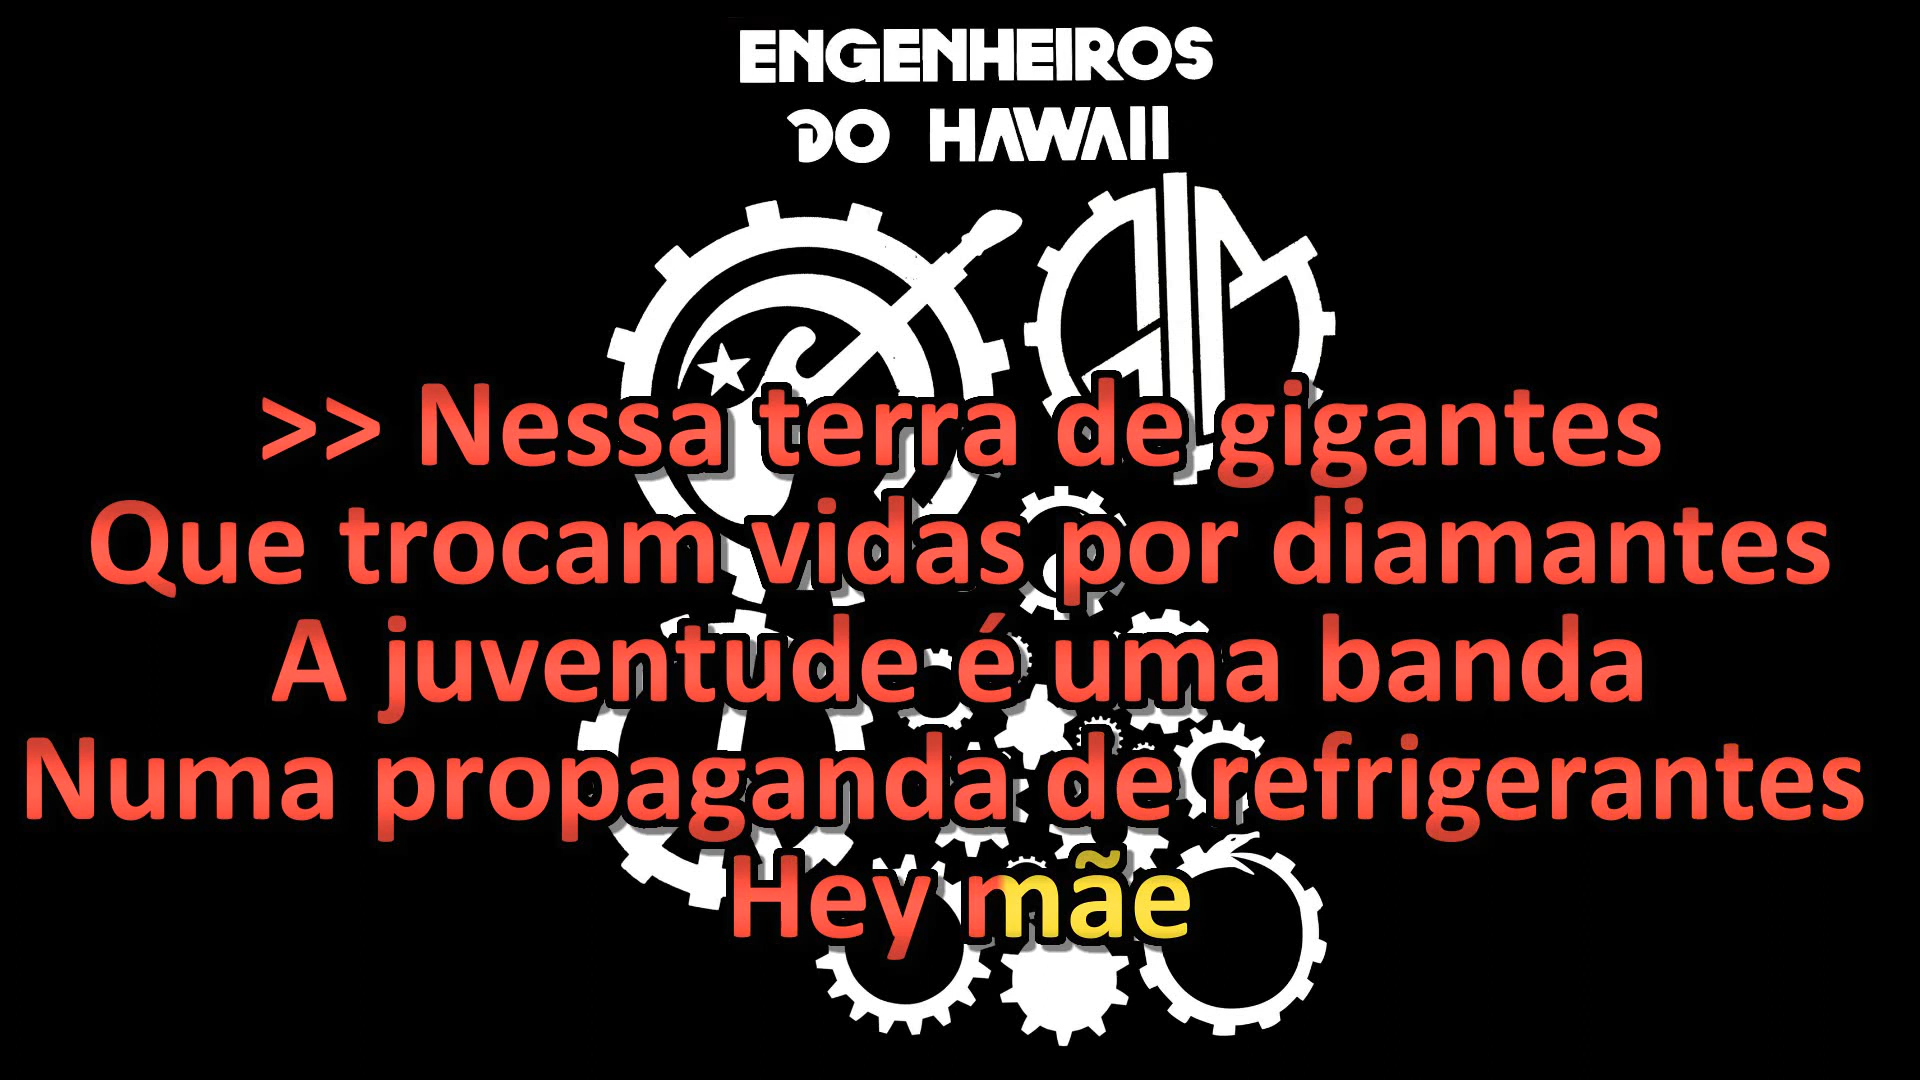 ENGENHEIROS
DO HAWAII
>> Nessa terra de gigantes
Que trocam vidas por diamantes
A juventude é uma banda
Numa propaganda de refrigerantes
Hey mãe